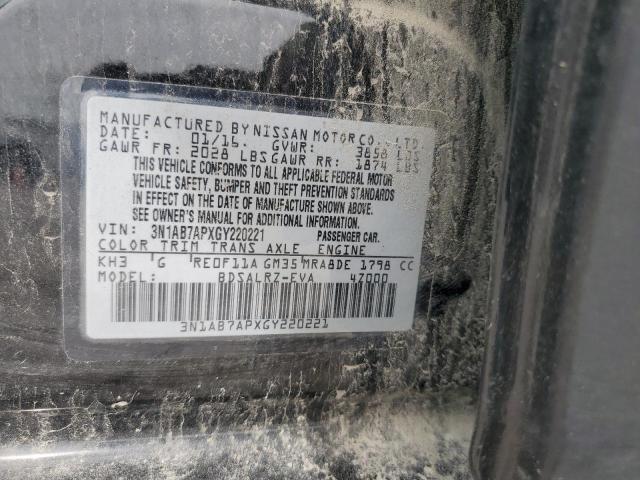 MANUFACTURED BY NISSAN MOTOR CO., LTD.
DATE: 01/16 GVWR: 3858 LBS
GAWR FR: 2028 LBS GAWR RR: 1874 LBS
THIS VEHICLE CONFORMS TO ALL APPLICABLE FEDERAL MOTOR
VEHICLE SAFETY, BUMPER AND THEFT PREVENTION STANDARDS
IN EFFECT ON THE DATE OF MANUFACTURE SHOWN ABOVE.
SEE OWNER'S MANUAL FOR ADDITIONAL INFORMATION.
VIN: 3N1AB7APXGY220221 PASSENGER CAR.
COLOR TRIM TRANS AXLE ENGINE
KH3 G RE0F11A GM35 MRA8DE 1798 CC
MODEL: BDSALRZ-EVA 4Z000
3N1AB7APXGY220221